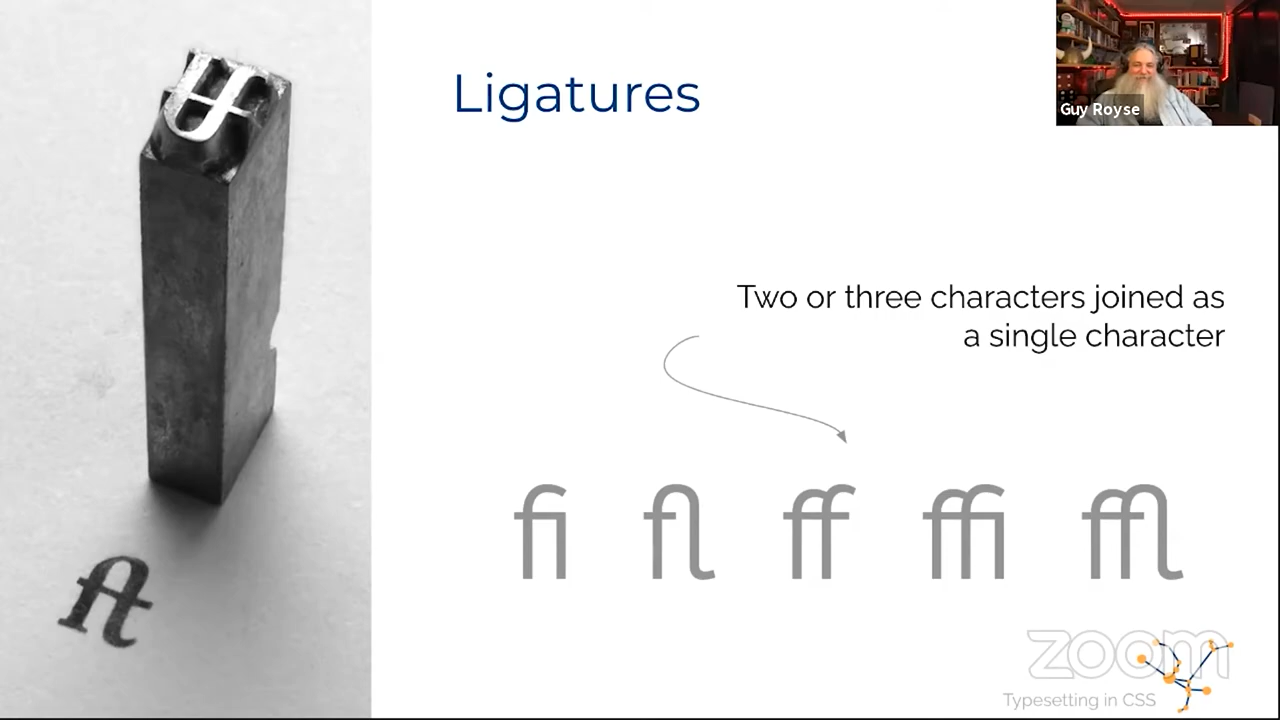 Ligatures
Guy Royse
Two or three characters joined as
a single character
fi fl ff ffi ffl
ft
zoom
Typesetting in CSS